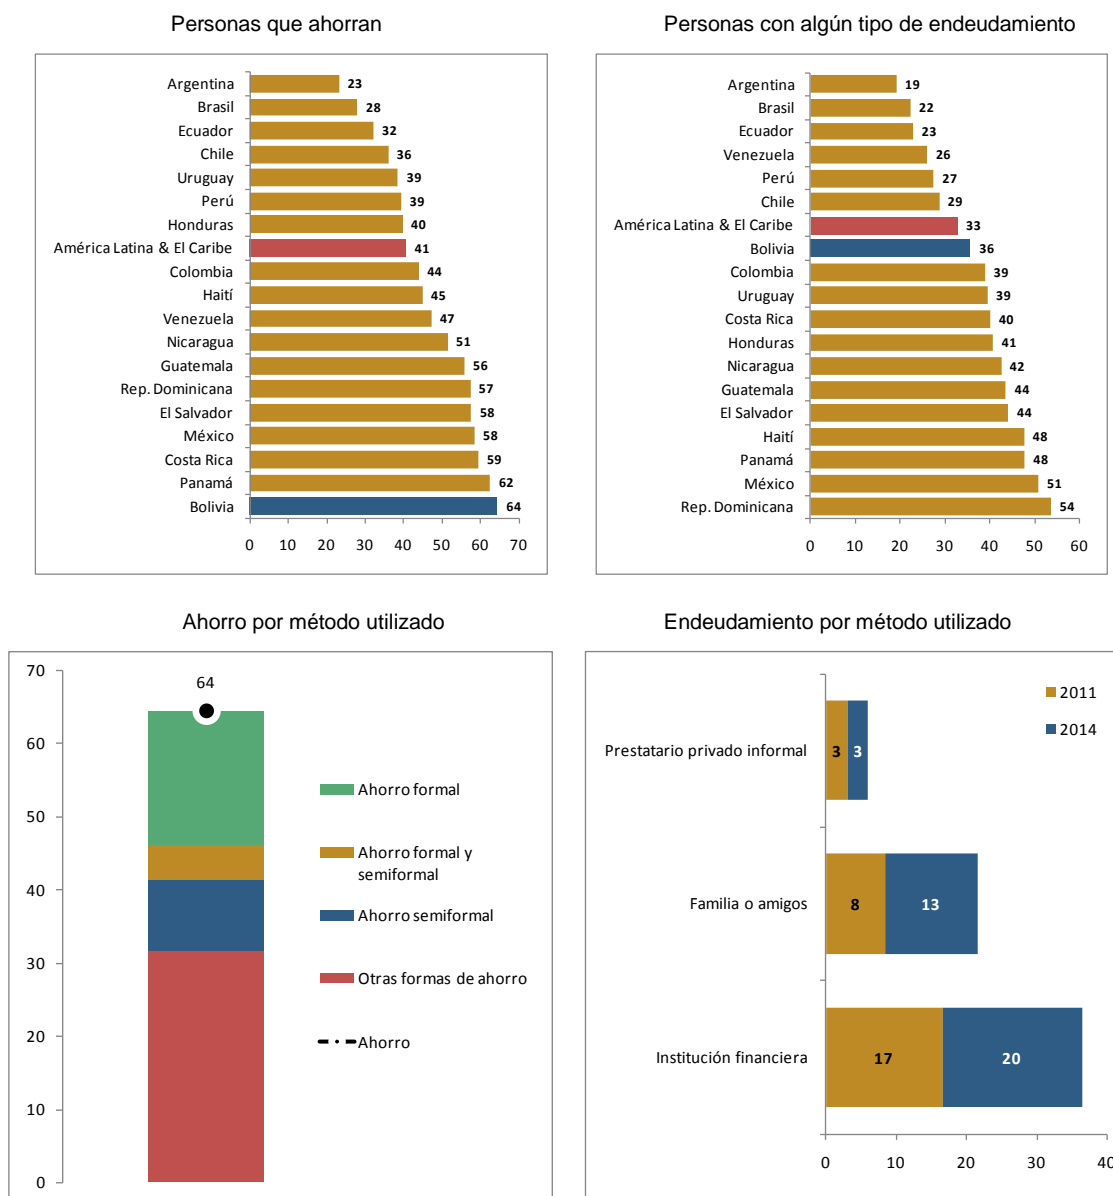 Personas que ahorran
Argentina 23
Brasil 28
Ecuador 32
Chile 36
Uruguay 39
Perú 39
Honduras 40
América Latina & El Caribe 41
Colombia 44
Haití 45
Venezuela 47
Nicaragua 51
Guatemala 56
Rep. Dominicana 57
El Salvador 58
México 58
Costa Rica 59
Panamá 62
Bolivia 64
0 10 20 30 40 50 60 70
Personas con algún tipo de endeudamiento
Argentina 19
Brasil 22
Ecuador 23
Venezuela 26
Perú 27
Chile 29
América Latina & El Caribe 33
Bolivia 36
Colombia 39
Uruguay 39
Costa Rica 40
Honduras 41
Nicaragua 42
Guatemala 44
El Salvador 44
Haití 48
Panamá 48
México 51
Rep. Dominicana 54
0 10 20 30 40 50 60
Ahorro por método utilizado
70
60
50
40
30
20
10
0
64
Ahorro formal
Ahorro formal y
semiformal
Ahorro semiformal
Otras formas de ahorro
Ahorro
Endeudamiento por método utilizado
2011
2014
Prestatario privado informal 3 3
Familia o amigos 8 13
Institución financiera 17 20
0 10 20 30 40